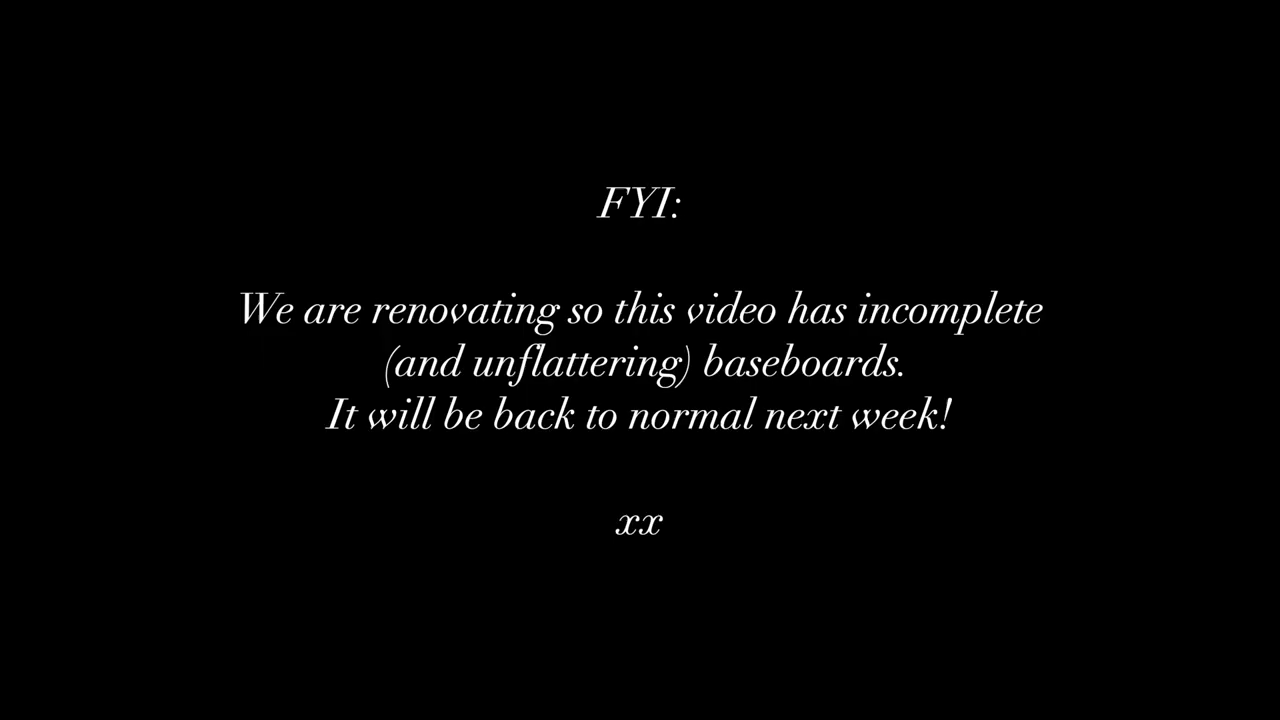 FYI:
We are renovating so this video has incomplete
(and unflattering) baseboards.
It will be back to normal next week!
xx